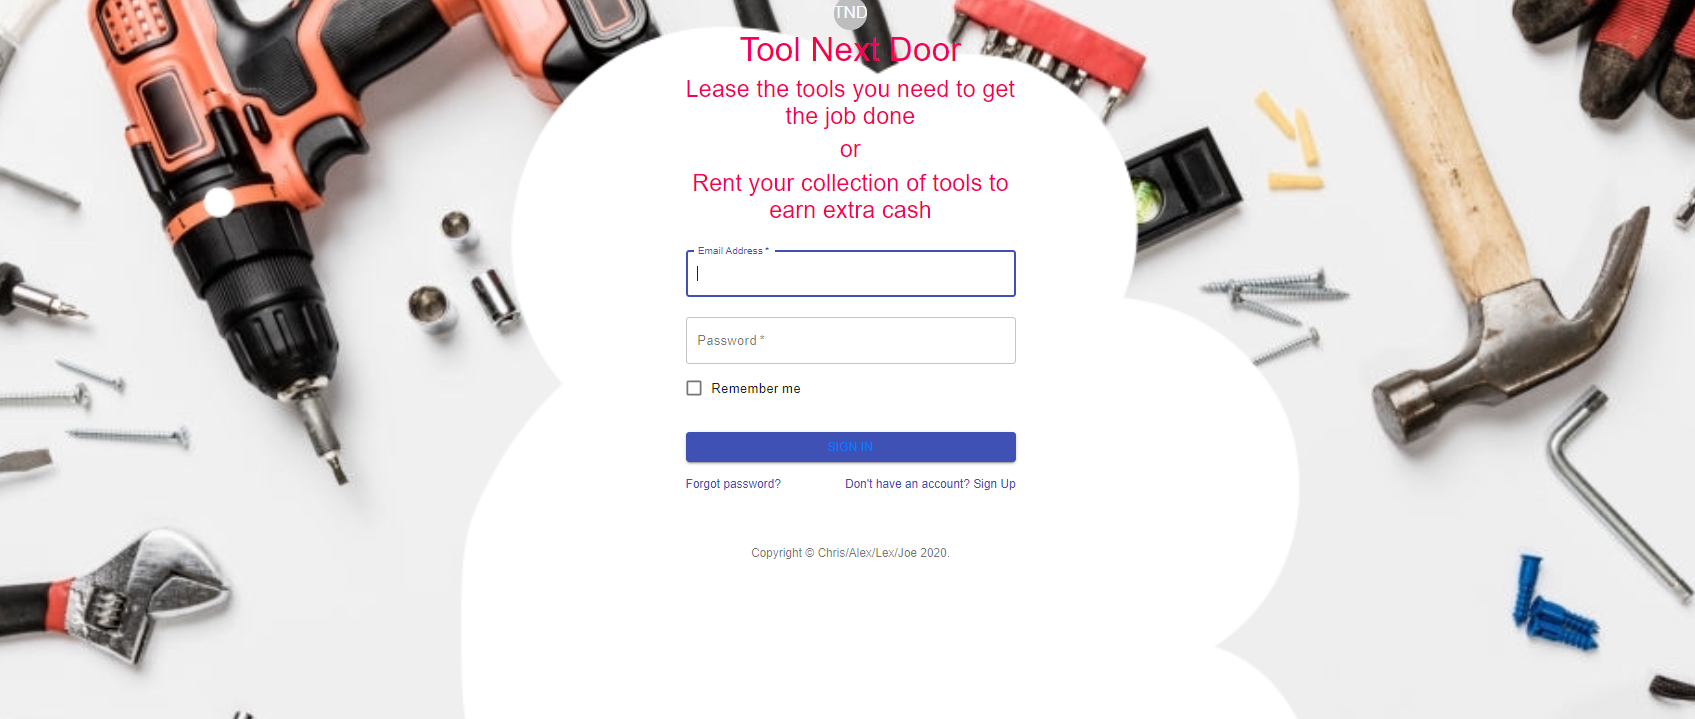 TND
Tool Next Door
Lease the tools you need to get
the job done
or
Rent your collection of tools to
earn extra cash
Email Address *
Password *
Remember me
SIGN IN
Forgot password?
Don't have an account? Sign Up
Copyright © Chris/Alex/Lex/Joe 2020.